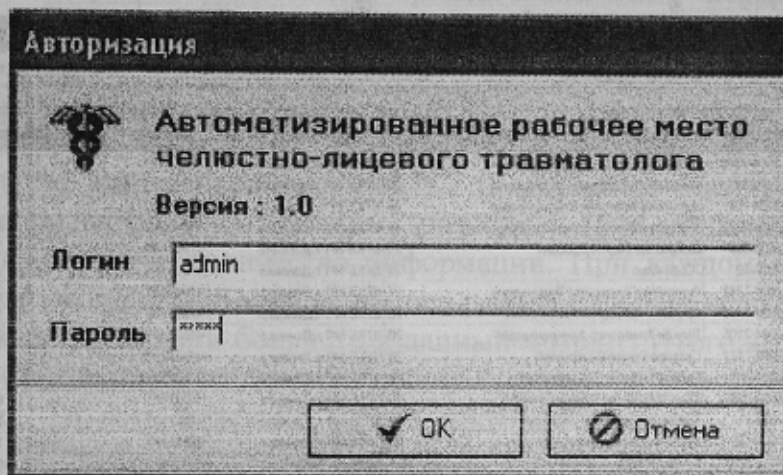 Авторизация
Автоматизированное рабочее место
челюстно-лицевого травматолога
Версия : 1.0
Логин admin
Пароль *****
OK Отмена